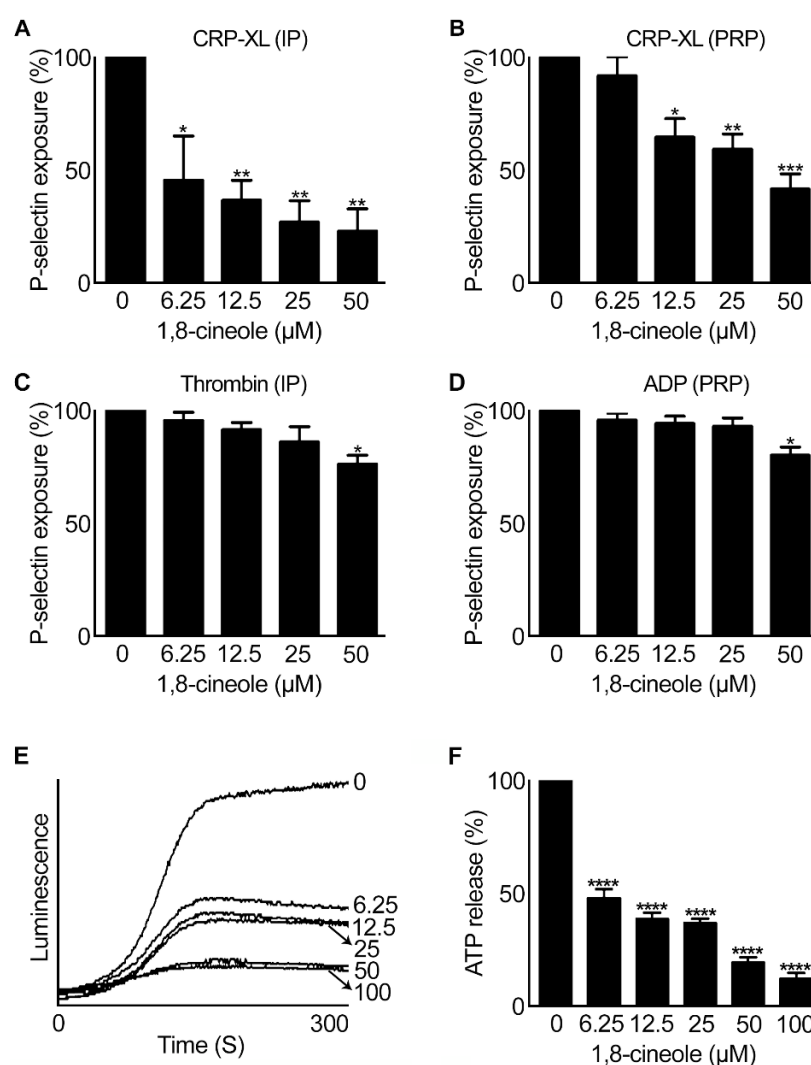 A
CRP-XL (IP)
P-selectin exposure (%)
100
50
0
*
**
**
**
0 6.25 12.5 25 50
1,8-cineole (µM)
B
CRP-XL (PRP)
P-selectin exposure (%)
100
50
0
*
**
***
0 6.25 12.5 25 50
1,8-cineole (µM)
C
Thrombin (IP)
P-selectin exposure (%)
100
50
0
*
0 6.25 12.5 25 50
1,8-cineole (µM)
D
ADP (PRP)
P-selectin exposure (%)
100
50
0
*
0 6.25 12.5 25 50
1,8-cineole (µM)
E
Luminescence
0
6.25
12.5
25
50
100
0 300
Time (S)
F
ATP release (%)
100
50
0
****
****
****
****
****
0 6.25 12.5 25 50 100
1,8-cineole (µM)